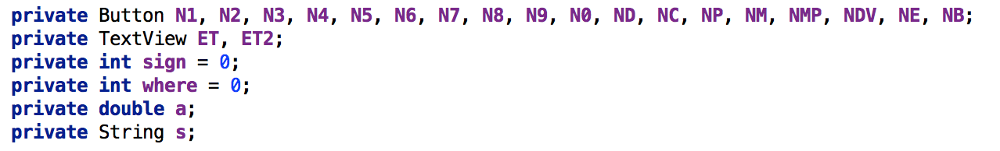 private Button N1, N2, N3, N4, N5, N6, N7, N8, N9, N0, ND, NC, NP, NM, NMP, NDV, NE, NB;
private TextView ET, ET2;
private int sign = 0;
private int where = 0;
private double a;
private String s;